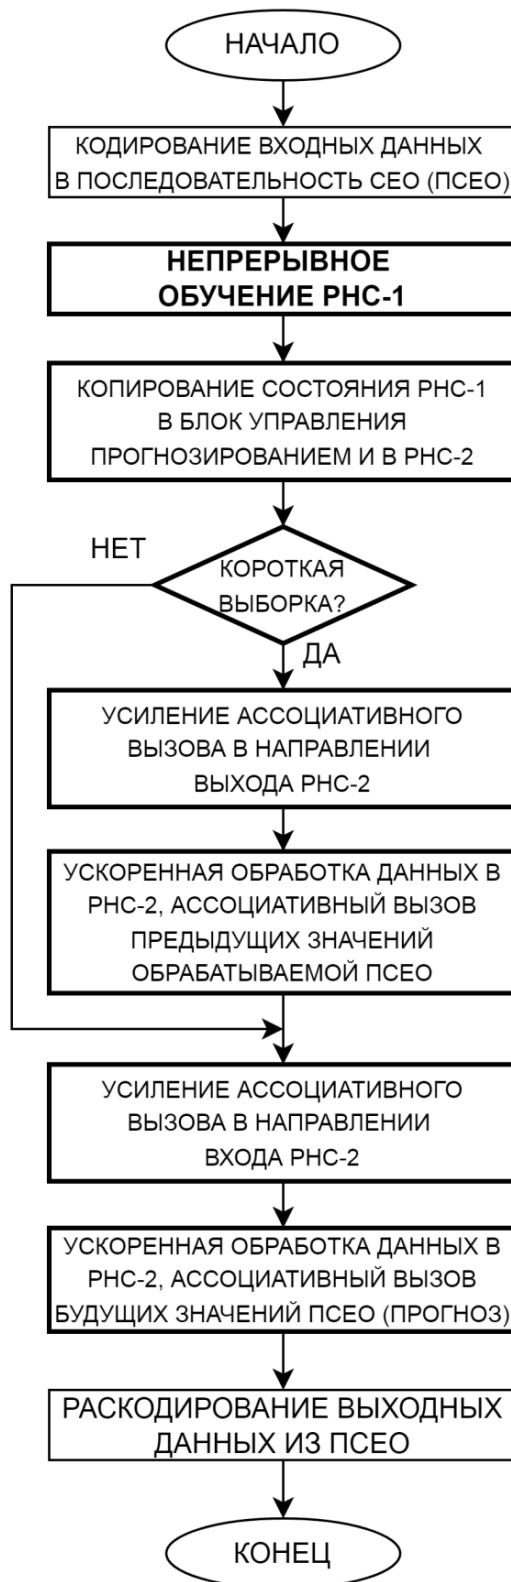 НАЧАЛО
КОДИРОВАНИЕ ВХОДНЫХ ДАННЫХ
В ПОСЛЕДОВАТЕЛЬНОСТЬ СЕО (ПСЕО)
НЕПРЕРЫВНОЕ
ОБУЧЕНИЕ РНС-1
КОПИРОВАНИЕ СОСТОЯНИЯ РНС-1
В БЛОК УПРАВЛЕНИЯ
ПРОГНОЗИРОВАНИЕМ И В РНС-2
НЕТ
КОРОТКАЯ
ВЫБОРКА?
ДА
УСИЛЕНИЕ АССОЦИАТИВНОГО
ВЫЗОВА В НАПРАВЛЕНИИ
ВЫХОДА РНС-2
УСКОРЕННАЯ ОБРАБОТКА ДАННЫХ В
РНС-2, АССОЦИАТИВНЫЙ ВЫЗОВ
ПРЕДЫДУЩИХ ЗНАЧЕНИЙ
ОБРАБАТЫВАЕМОЙ ПСЕО
УСИЛЕНИЕ АССОЦИАТИВНОГО
ВЫЗОВА В НАПРАВЛЕНИИ
ВХОДА РНС-2
УСКОРЕННАЯ ОБРАБОТКА ДАННЫХ В
РНС-2, АССОЦИАТИВНЫЙ ВЫЗОВ
БУДУЩИХ ЗНАЧЕНИЙ ПСЕО (ПРОГНОЗ)
РАСКОДИРОВАНИЕ ВЫХОДНЫХ
ДАННЫХ ИЗ ПСЕО
КОНЕЦ